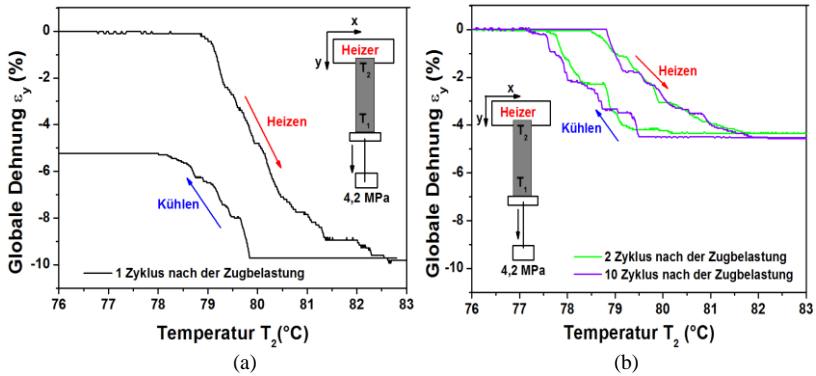 Globale Dehnung ε_y (%)
0
-2
-4
-6
-8
-10
76 77 78 79 80 81 82
Temperatur T₂(°C)
x
y
Heizer
T₂
T₁
4,2 MPa
Heizen
Kühlen
1 Zyklus nach der Zugbelastung
(a)
Globale Dehnung ε_y (%)
0
-2
-4
-6
-8
-10
76 77 78 79 80 81 82 83
Temperatur T₂ (°C)
x
y
Heizer
T₂
T₁
4,2 MPa
Heizen
Kühlen
2 Zyklus nach der Zugbelastung
10 Zyklus nach der Zugbelastung
(b)